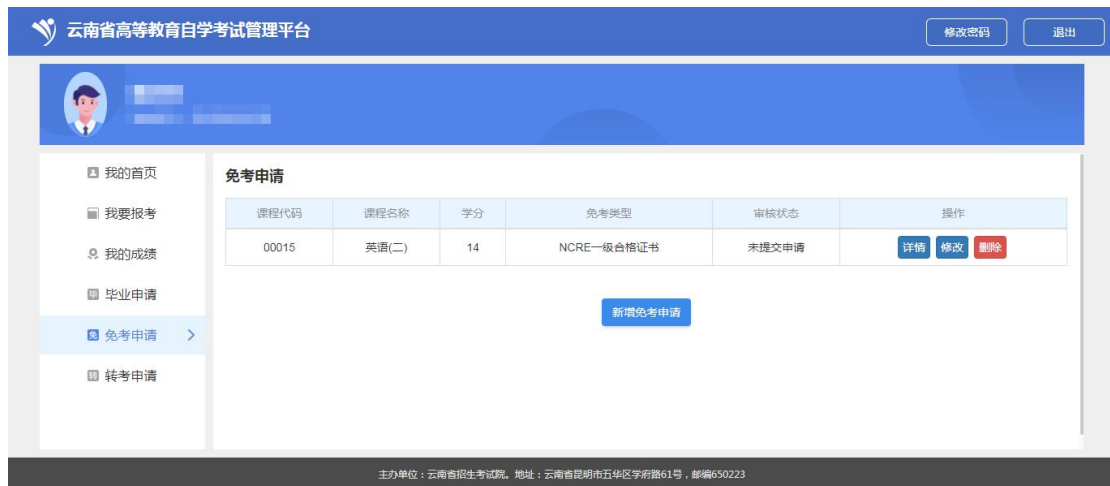 云南省高等教育自学考试管理平台
修改密码
退出
我的首页
我要报考
我的成绩
毕 毕业申请
免 免考申请
转 转考申请
免考申请
课程代码 课程名称 学分 免考类型 审核状态 操作
00015 英语(二) 14 NCRE一级合格证书 未提交申请 详情 修改 删除
新增免考申请
主办单位：云南省招生考试院。地址：云南省昆明市五华区学府路61号，邮编650223